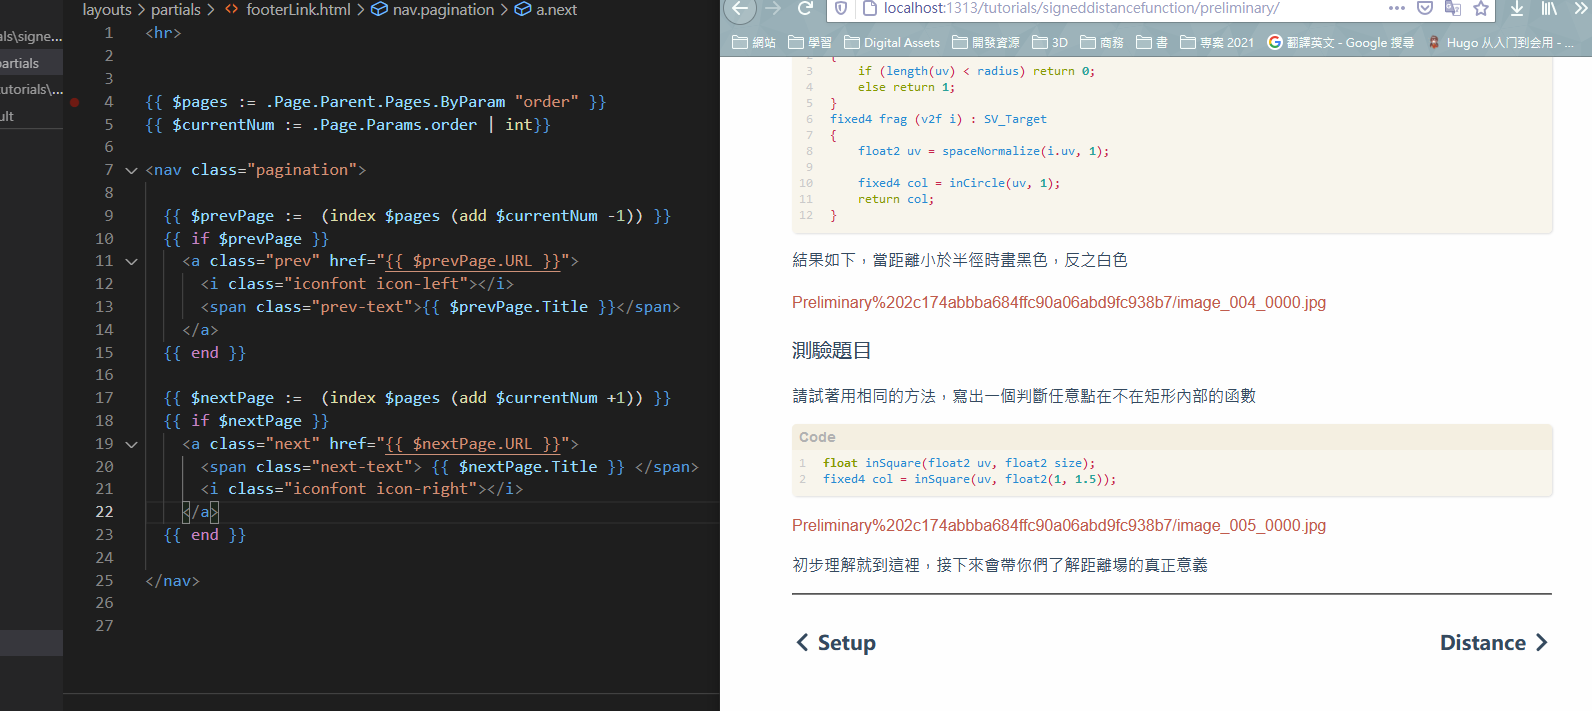 layouts > partials > footerLink.html > nav.pagination > a.next
als\signe...
partials
tutorials\...
ult
1 <hr>
2
3
4 {{ $pages := .Page.Parent.Pages.ByParam "order" }}
5 {{ $currentNum := .Page.Params.order | int}}
6
7 <nav class="pagination">
8
9 {{ $prevPage :=  (index $pages (add $currentNum -1)) }}
10 {{ if $prevPage }}
11 <a class="prev" href="{{ $prevPage.URL }}">
12 <i class="iconfont icon-left"></i>
13 <span class="prev-text">{{ $prevPage.Title }}</span>
14 </a>
15 {{ end }}
16
17 {{ $nextPage :=  (index $pages (add $currentNum +1)) }}
18 {{ if $nextPage }}
19 <a class="next" href="{{ $nextPage.URL }}">
20 <span class="next-text"> {{ $nextPage.Title }} </span>
21 <i class="iconfont icon-right"></i>
22 </a>
23 {{ end }}
24
25 </nav>
26
27
localhost:1313/tutorials/signeddistancefunction/preliminary/
網站 學習 Digital Assets 開發資源 3D 商務 書 專案 2021 翻譯英文 - Google 搜尋 Hugo 从入门到会用 - ...
2 {
3 if (length(uv) < radius) return 0;
4 else return 1;
5 }
6 fixed4 frag (v2f i) : SV_Target
7 {
8 float2 uv = spaceNormalize(i.uv, 1);
9
10 fixed4 col = inCircle(uv, 1);
11 return col;
12 }
結果如下，當距離小於半徑時畫黑色，反之白色
Preliminary%202c174abbba684ffc90a06abd9fc938b7/image_004_0000.jpg
測驗題目
請試著用相同的方法，寫出一個判斷任意點在不在矩形內部的函數
Code
1 float inSquare(float2 uv, float2 size);
2 fixed4 col = inSquare(uv, float2(1, 1.5));
Preliminary%202c174abbba684ffc90a06abd9fc938b7/image_005_0000.jpg
初步理解就到這裡，接下來會帶你們了解距離場的真正意義
Setup
Distance